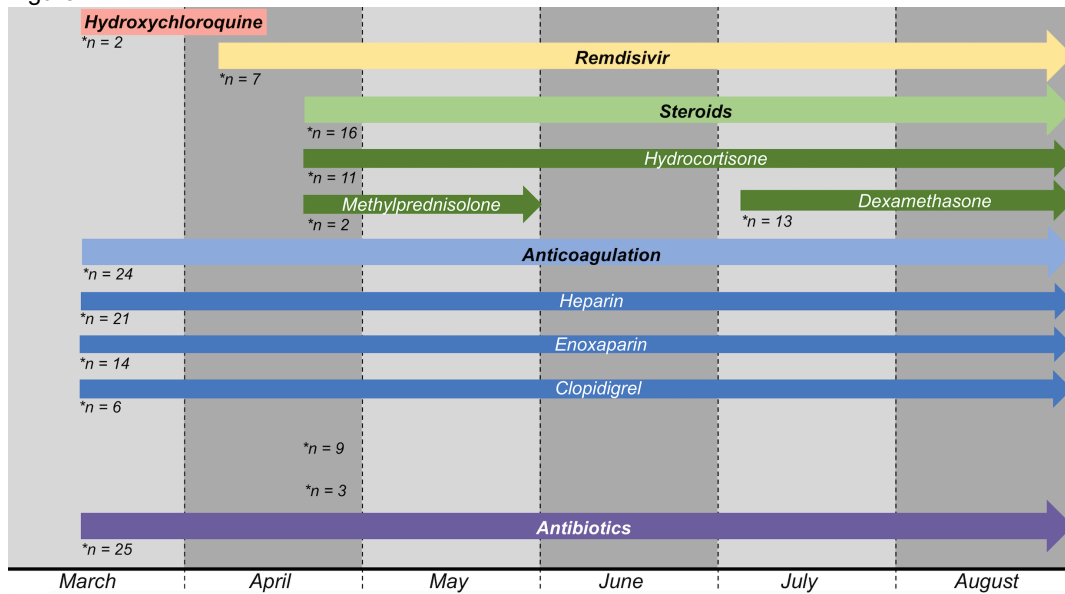 Hydroxychloroquine
*n = 2
Remdisivir
*n = 7
Steroids
*n = 16
Hydrocortisone
*n = 11
Methylprednisolone
*n = 2
Dexamethasone
*n = 13
Anticoagulation
*n = 24
Heparin
*n = 21
Enoxaparin
*n = 14
Clopidigrel
*n = 6
*n = 9
*n = 3
Antibiotics
*n = 25
March April May June July August